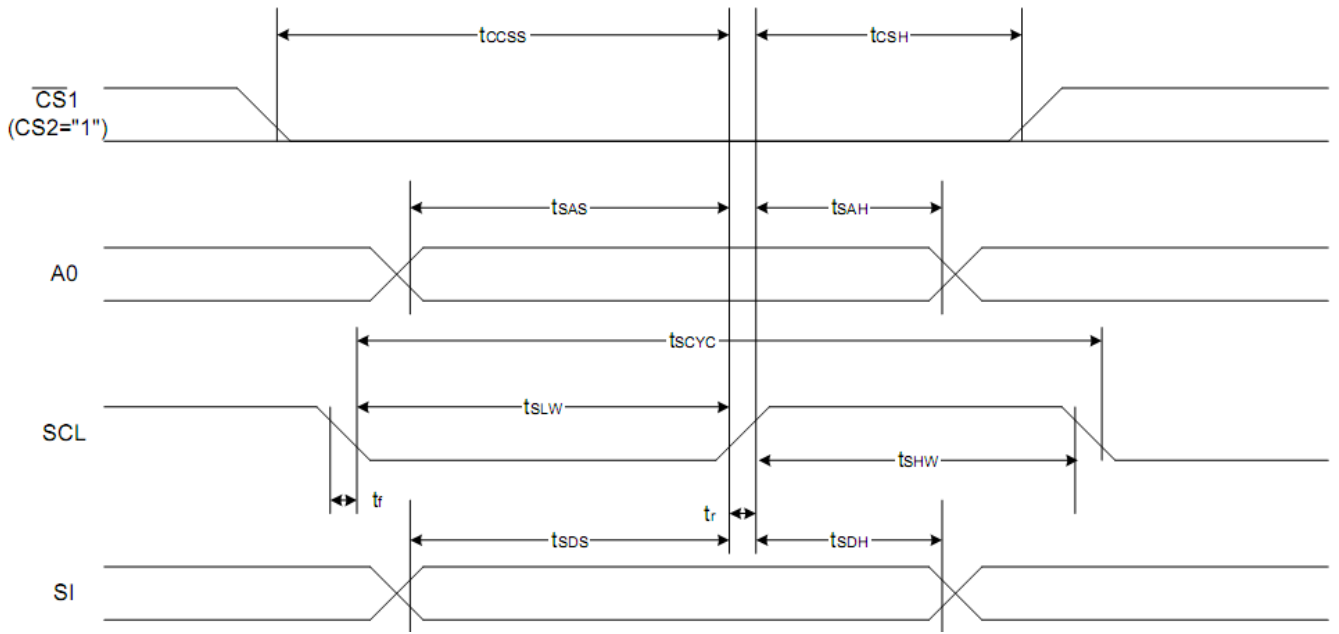 tCCSS
tCSH
CS1
(CS2="1")
tSAS
tSAH
A0
tSCYC
tSLW
SCL
tSHW
tf
tr
tSDS
tSDH
SI